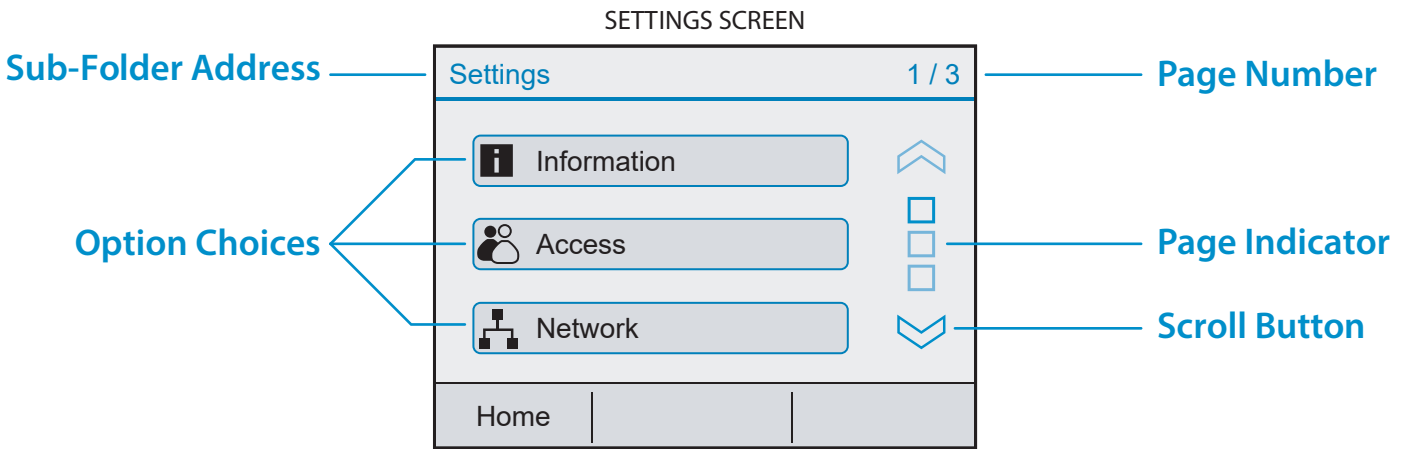 SETTINGS SCREEN
Sub-Folder Address
Settings
1 / 3
Page Number
Information
Option Choices
Access
Page Indicator
Network
Scroll Button
Home